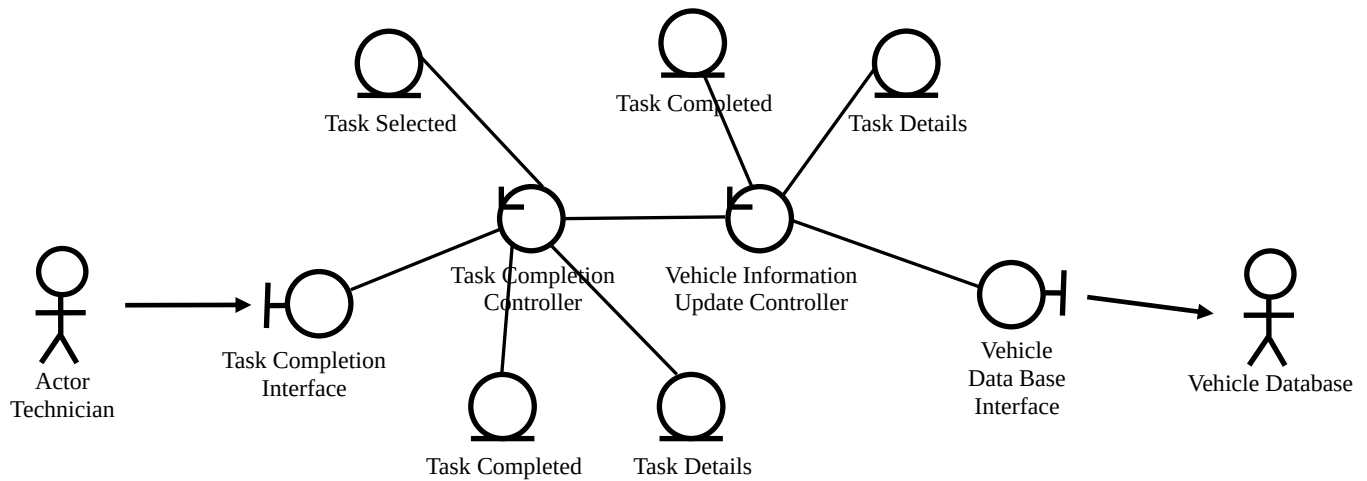 Task Completed
Task Selected
Task Details
Task Completion
Controller
Vehicle Information
Update Controller
Task Completion
Interface
Vehicle
Data Base
Interface
Actor
Technician
Vehicle Database
Task Completed
Task Details